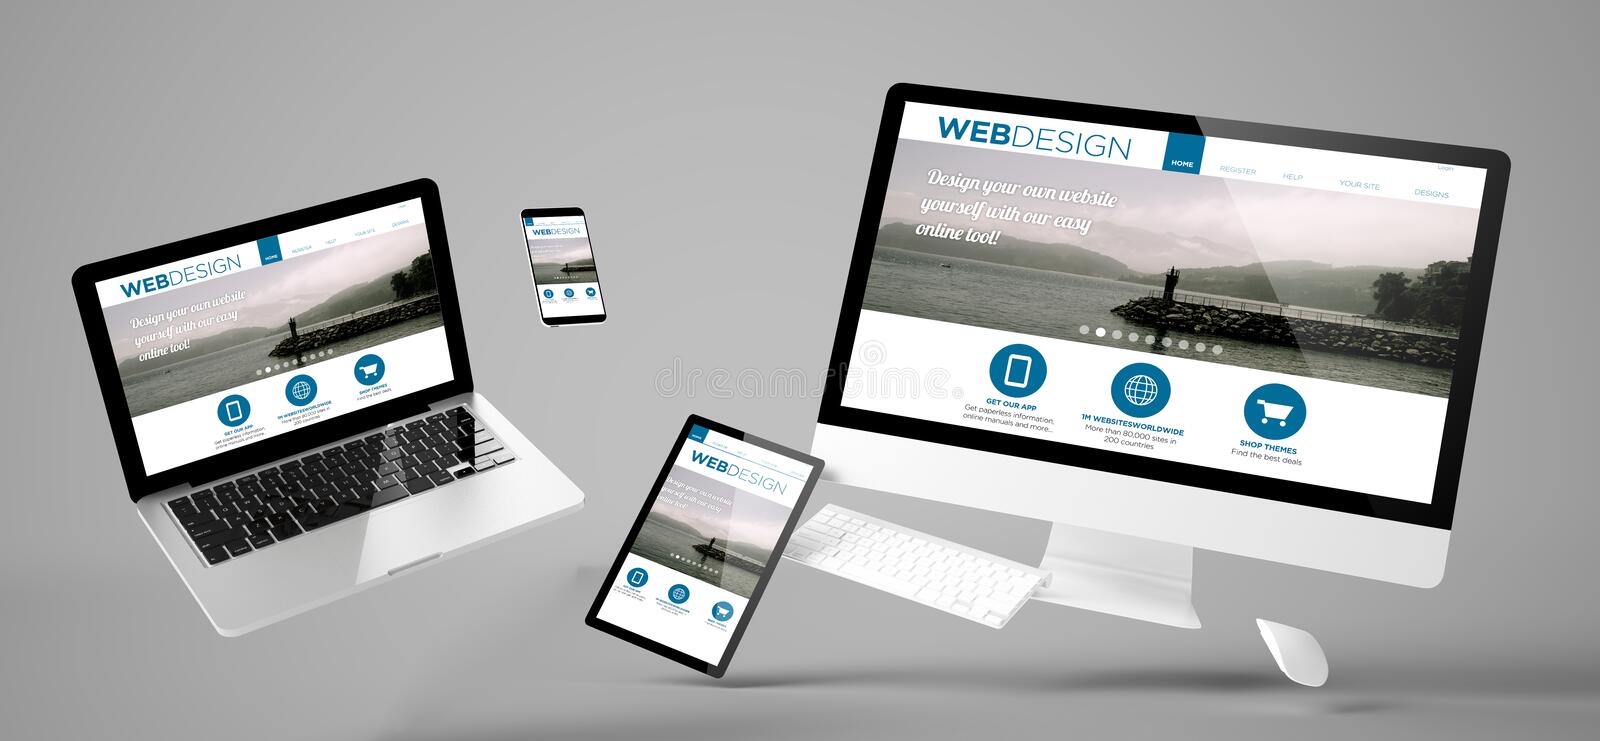 WEBDESIGN
HOME
REGISTER
HELP
YOUR SITE
DESIGNS
Login
Design your own website
yourself with our easy
online tool!
GET OUR APP
Get paperless information,
online manuals and more...
1M WEBSITESWORLDWIDE
More than 80,000 sites in
200 countries
SHOP THEMES
Find the best deals
WEBDESIGN
HOME
REGISTER
HELP
YOUR SITE
DESIGNS
Design your own website
yourself with our easy
online tool!
GET OUR APP
Get paperless information,
online manuals and more...
1M WEBSITESWORLDWIDE
More than 80,000 sites in
200 countries
SHOP THEMES
Find the best deals
WEBDESIGN
WEBDESIGN
HOME
Design your own website
yourself with our easy
online tool!
dreamstime.com